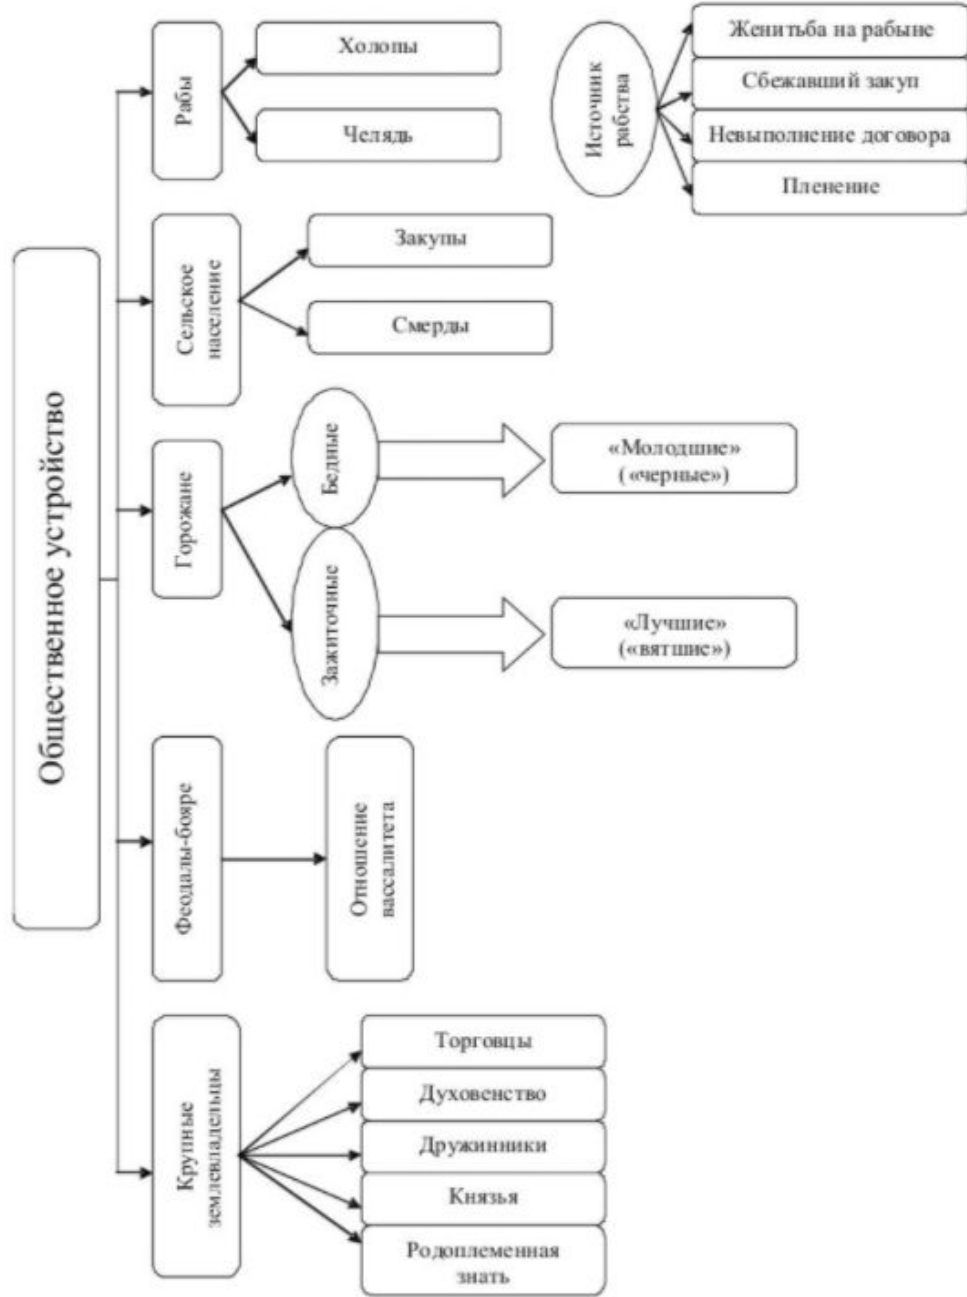 Общественное устройство
Рабы
Холопы
Челядь
Источник
рабства
Женитьба на рабыне
Сбежавший закуп
Невыполнение договора
Пленение
Сельское
население
Закупы
Смерды
Горожане
Бедные
«Молодшие»
(«черные»)
Зажиточные
«Лучшие»
(«вятшие»)
Феодалы-бояре
Отношение
вассалитета
Крупные
землевладельцы
Торговцы
Духовенство
Дружинники
Князья
Родоплеменная
знать